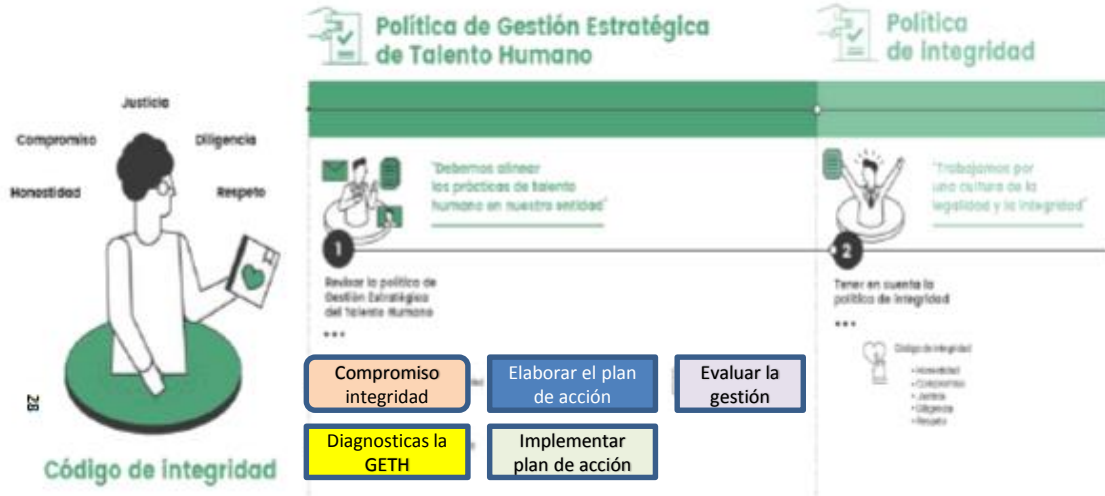 Política de Gestión Estratégica
de Talento Humano
Política
de integridad
Justicia
Compromiso
Diligencia
Honestidad
Respeto
"Debemos alinear
las prácticas de talento
humano en nuestra entidad"
"Trabajamos por
una cultura de la
legalidad y la integridad"
1
2
Revisar la política de
Gestión Estratégica
del Talento Humano
Tener en cuenta la
política de integridad
Código de integridad
• Honestidad
• Compromiso
• Justicia
• Diligencia
• Respeto
Compromiso
integridad
Elaborar el plan
de acción
Evaluar la
gestión
Diagnosticas la
GETH
Implementar
plan de acción
28
Código de integridad